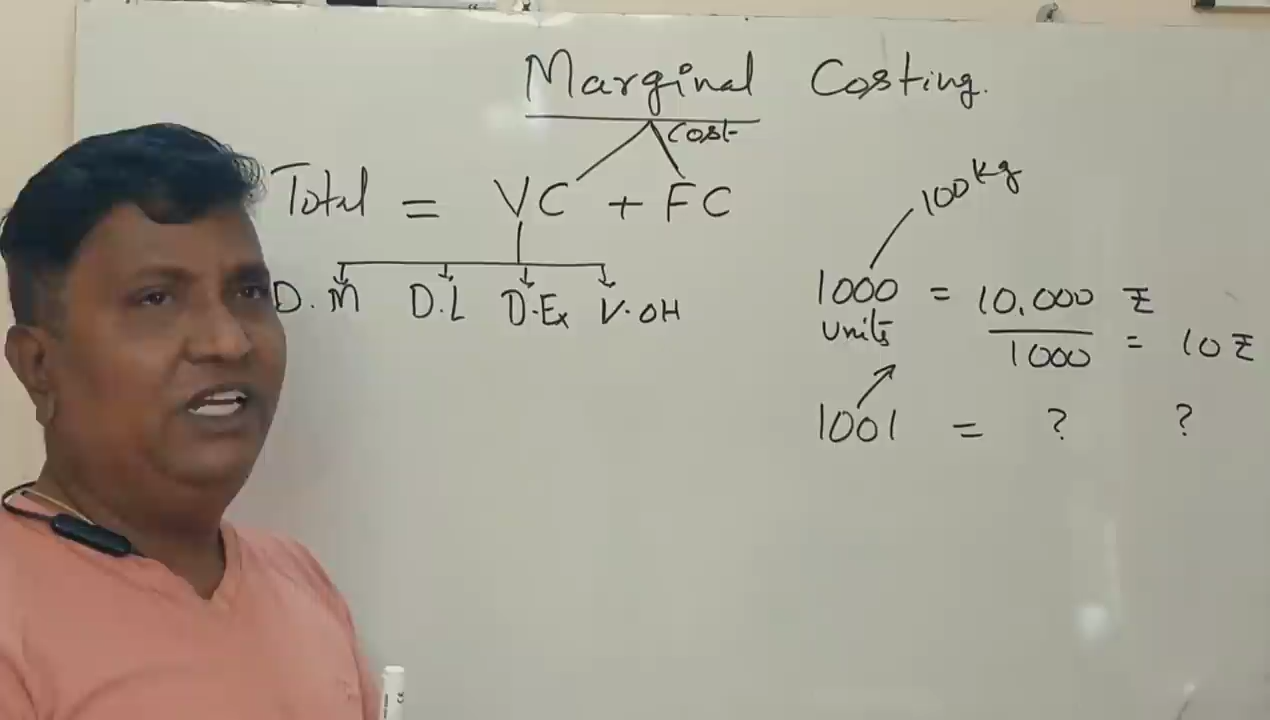 Marginal Costing.
Cost
Total = VC + FC
D.M D.L D.Ex V.OH
100kg
1000 = 10,000 ₹
units
1000 = 10 ₹
1001 = ? ?